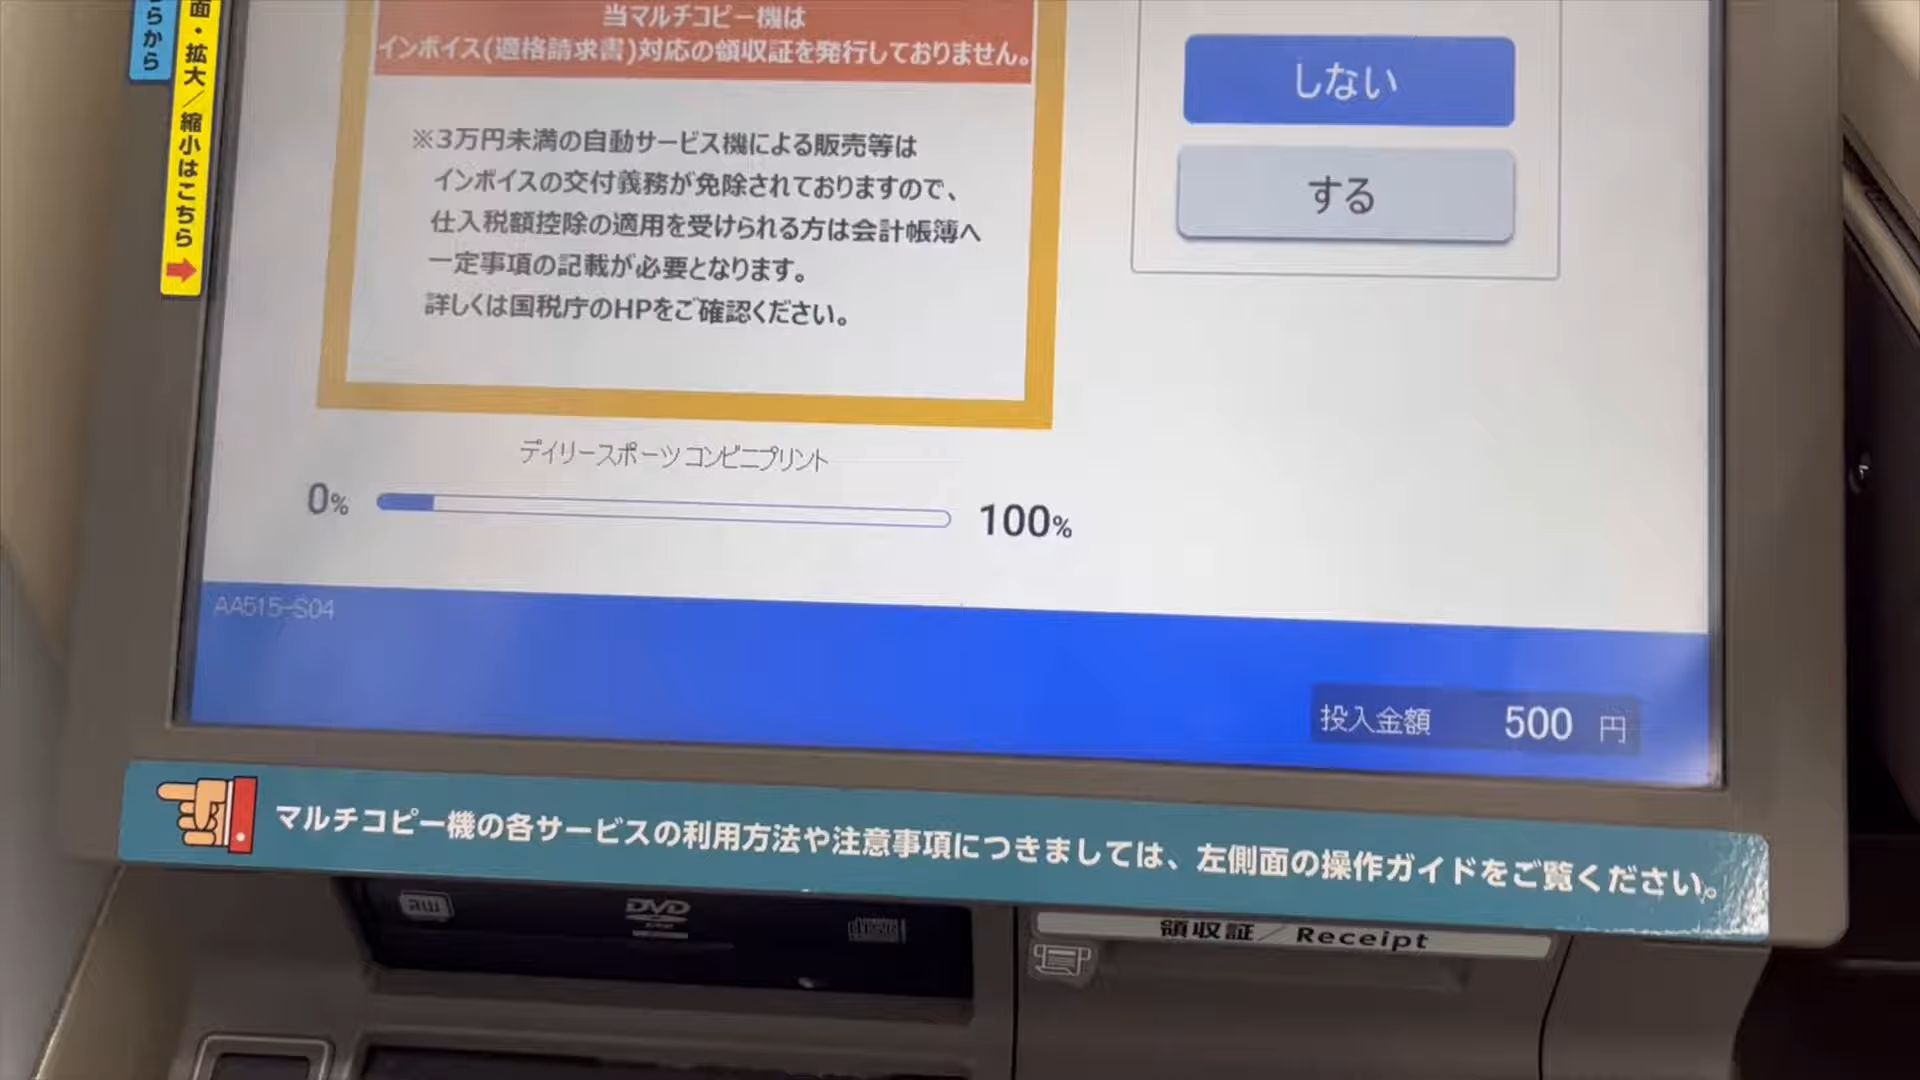 らから
面・拡大／縮小はこちら
当マルチコピー機は
インボイス(適格請求書)対応の領収証を発行しておりません。
※3万円未満の自動サービス機による販売等は
インボイスの交付義務が免除されておりますので、
仕入税額控除の適用を受けられる方は会計帳簿へ
一定事項の記載が必要となります。
詳しくは国税庁のHPをご確認ください。
しない
する
デイリースポーツ コンビニプリント
0%
100%
AA515-S04
投入金額 500 円
マルチコピー機の各サービスの利用方法や注意事項につきましては、左側面の操作ガイドをご覧ください。
DVD
領収証／Receipt